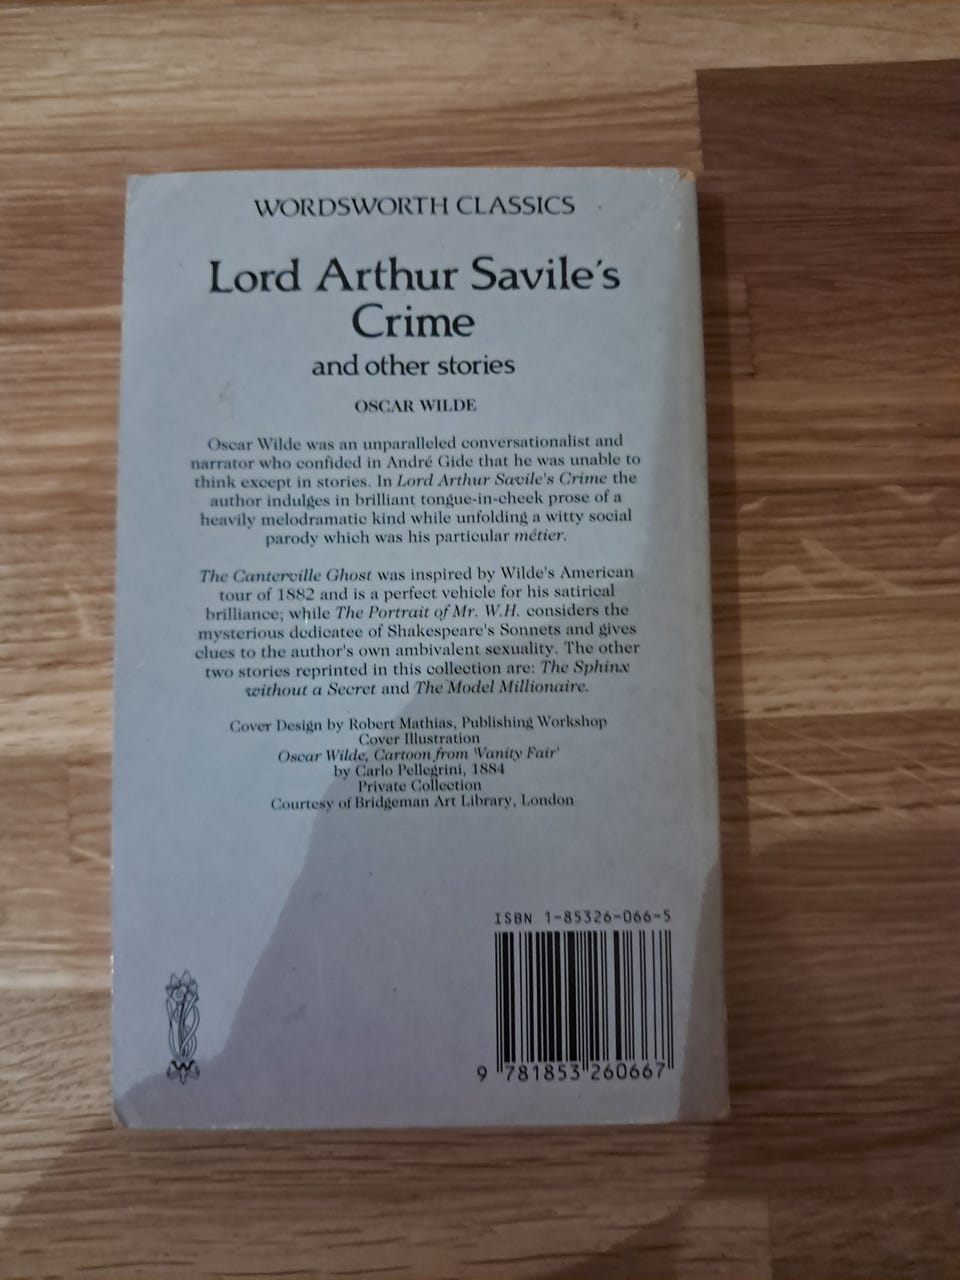 WORDSWORTH CLASSICS
Lord Arthur Savile's
Crime
and other stories
OSCAR WILDE
Oscar Wilde was an unparalleled conversationalist and
narrator who confided in André Gide that he was unable to
think except in stories. In Lord Arthur Savile's Crime the
author indulges in brilliant tongue-in-cheek prose of a
heavily melodramatic kind while unfolding a witty social
parody which was his particular métier.
The Canterville Ghost was inspired by Wilde's American
tour of 1882 and is a perfect vehicle for his satirical
brilliance; while The Portrait of Mr. W.H. considers the
mysterious dedicatee of Shakespeare's Sonnets and gives
clues to the author's own ambivalent sexuality. The other
two stories reprinted in this collection are: The Sphinx
without a Secret and The Model Millionaire.
Cover Design by Robert Mathias, Publishing Workshop
Cover Illustration
Oscar Wilde, Cartoon from 'Vanity Fair'
by Carlo Pellegrini, 1884
Private Collection
Courtesy of Bridgeman Art Library, London
ISBN 1-85326-066-5
9 781853 260667
W